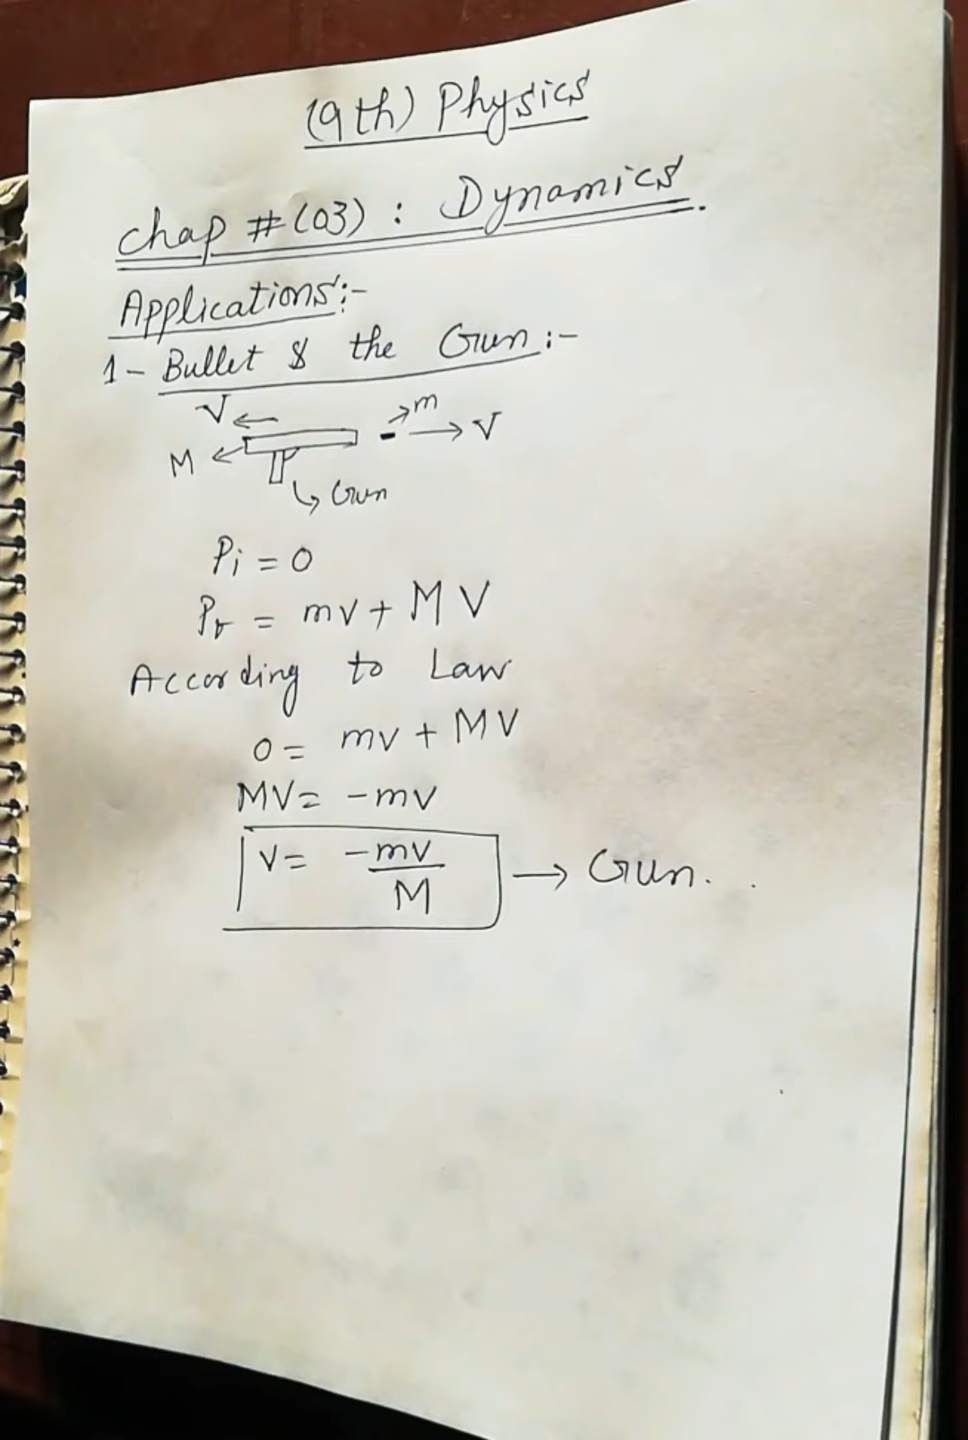 (9th) Physics
Chap # (03) : Dynamics.
Applications:-
1- Bullet & the Gun :-
V m
V
M
Gun
Pi = 0
Pf = mv + MV
According to Law
0 = mv + MV
MV = -mv
V = -mv/M → Gun.